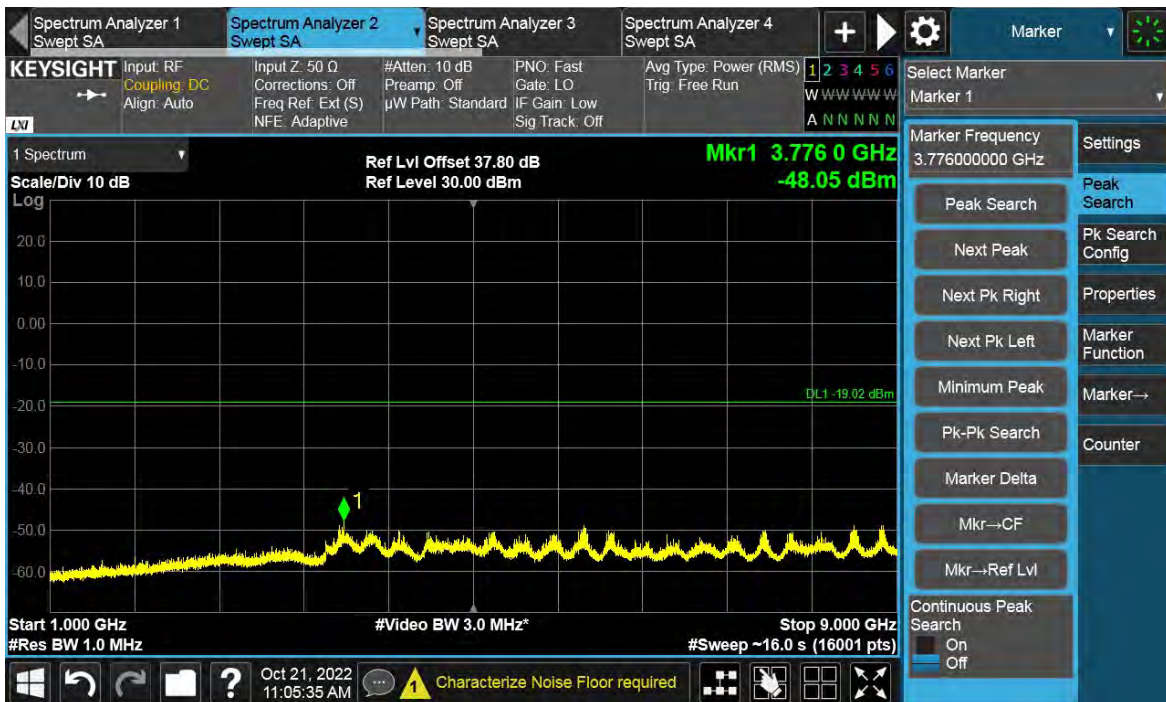 Spectrum Analyzer 1
Swept SA
Spectrum Analyzer 2
Swept SA
Spectrum Analyzer 3
Swept SA
Spectrum Analyzer 4
Swept SA
+
Marker
KEYSIGHT
LXI
Input: RF
Coupling: DC
Align: Auto
Input Z: 50 Ω
Corrections: Off
Freq Ref: Ext (S)
NFE: Adaptive
#Atten: 10 dB
Preamp: Off
µW Path: Standard
PNO: Fast
Gate: LO
IF Gain: Low
Sig Track: Off
Avg Type: Power (RMS)
Trig: Free Run
1 2 3 4 5 6
W W W W W W
A N N N N N
Select Marker
Marker 1
1 Spectrum
Scale/Div 10 dB
Log
Ref Lvl Offset 37.80 dB
Ref Level 30.00 dBm
Mkr1 3.776 0 GHz
-48.05 dBm
20.0
10.0
0.00
-10.0
-20.0
-30.0
-40.0
-50.0
-60.0
DL1 -19.02 dBm
1
Start 1.000 GHz
#Res BW 1.0 MHz
#Video BW 3.0 MHz*
Stop 9.000 GHz
#Sweep ~16.0 s (16001 pts)
Marker Frequency
3.776000000 GHz
Peak Search
Next Peak
Next Pk Right
Next Pk Left
Minimum Peak
Pk-Pk Search
Marker Delta
Mkr→CF
Mkr→Ref Lvl
Continuous Peak
Search
On
Off
Settings
Peak
Search
Pk Search
Config
Properties
Marker
Function
Marker→
Counter
?
Oct 21, 2022
11:05:35 AM
1
Characterize Noise Floor required